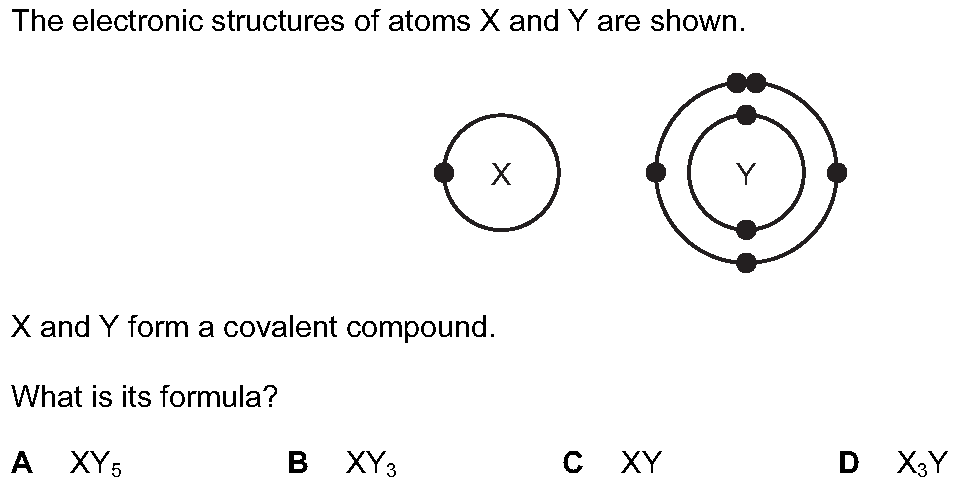 The electronic structures of atoms X and Y are shown.
X Y
X and Y form a covalent compound.
What is its formula?
A XY₅ B XY₃ C XY D X₃Y